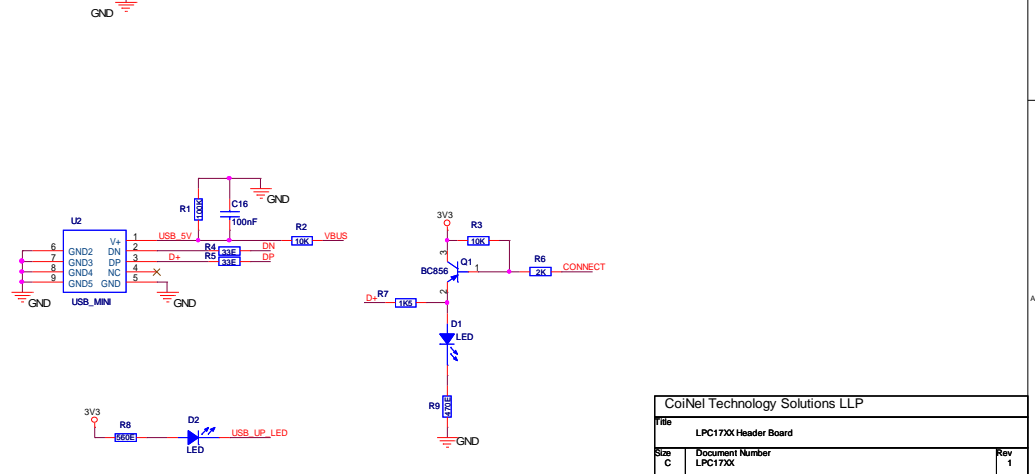 GND
GND
R1
100K
C16
100nF
U2
USB_5V
R2
10K
VBUS
V+ 1
6 GND2 DN 2
R4
33E
DN
7 GND3 DP 3
D+
R5
33E
DP
8 GND4 NC 4
9 GND5 GND 5
GND
GND
USB_MINI
3V3
R3
10K
3
Q1
BC856
1
R6
2K
CONNECT
2
D+
R7
1K5
D1
LED
R9
470E
GND
3V3
R8
560E
D2
LED
USB_UP_LED
A
CoiNel Technology Solutions LLP
Title
LPC17XX Header Board
Size
C
Document Number
LPC17XX
Rev
1